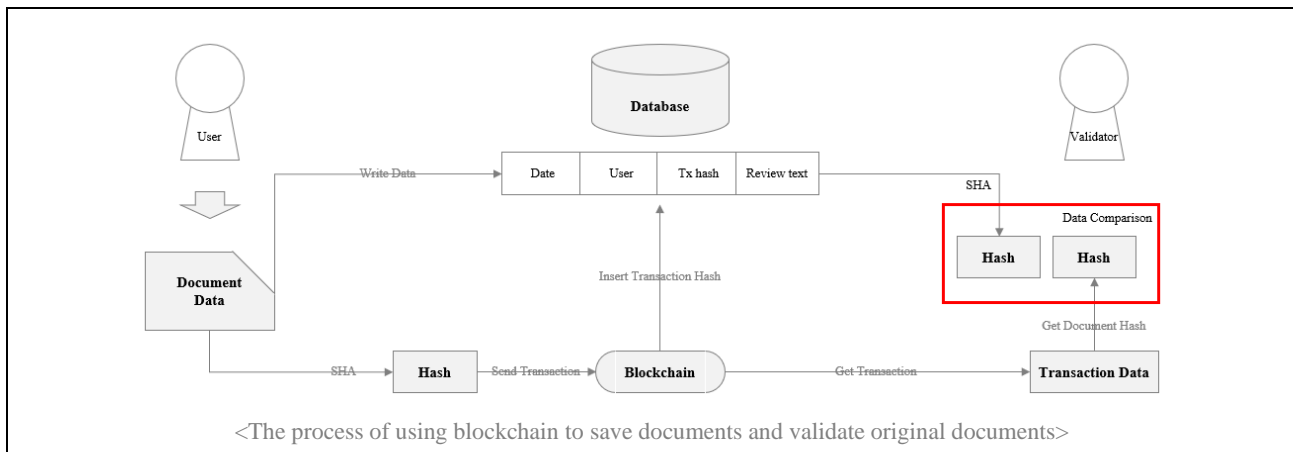 Database
User
Validator
Write Data
Date
User
Tx hash
Review text
SHA
Data Comparison
Hash
Hash
Document
Data
Insert Transaction Hash
Get Document Hash
SHA
Hash
Send Transaction
Blockchain
Get Transaction
Transaction Data
<The process of using blockchain to save documents and validate original documents>